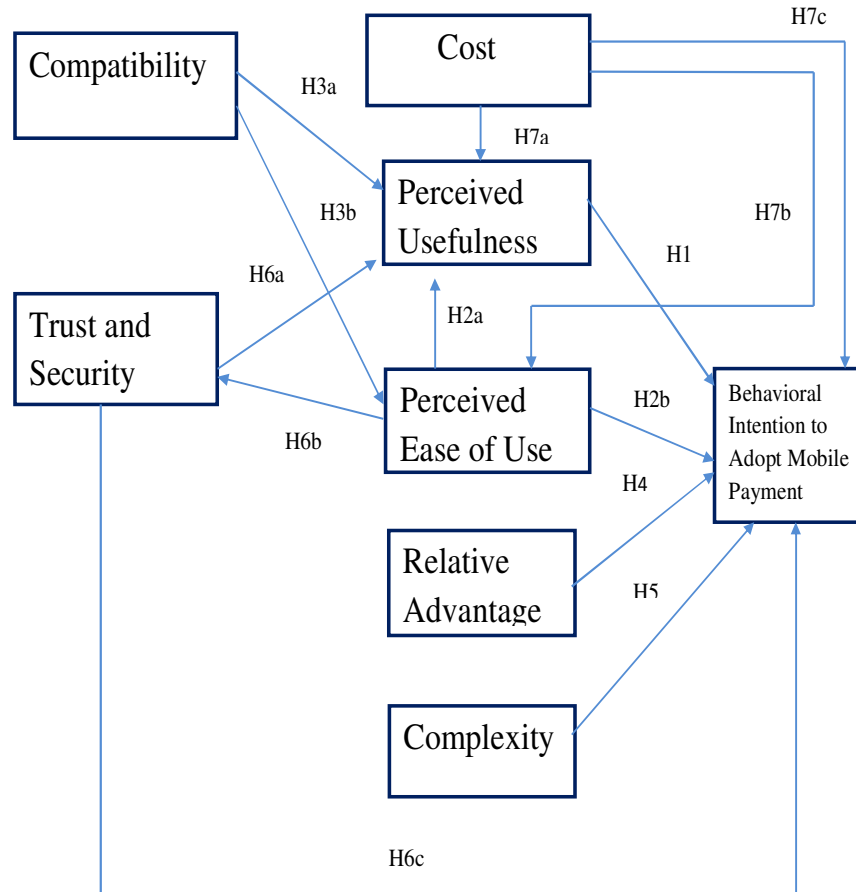 H7c
Cost
Compatibility
H3a
H7a
Perceived
Usefulness
H3b
H7b
H1
H6a
Trust and
Security
H2a
Perceived
Ease of Use
H2b
H6b
Behavioral
Intention to
Adopt Mobile
Payment
H4
Relative
Advantage
H5
Complexity
H6c